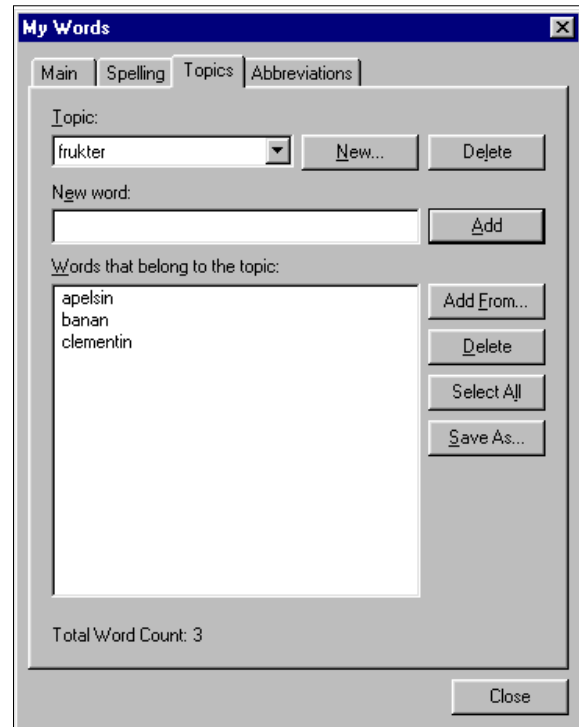 My Words
Main Spelling Topics Abbreviations
Topic:
frukter New... Delete
New word:
Add
Words that belong to the topic:
apelsin
banan
clementin
Add From...
Delete
Select All
Save As...
Total Word Count: 3
Close